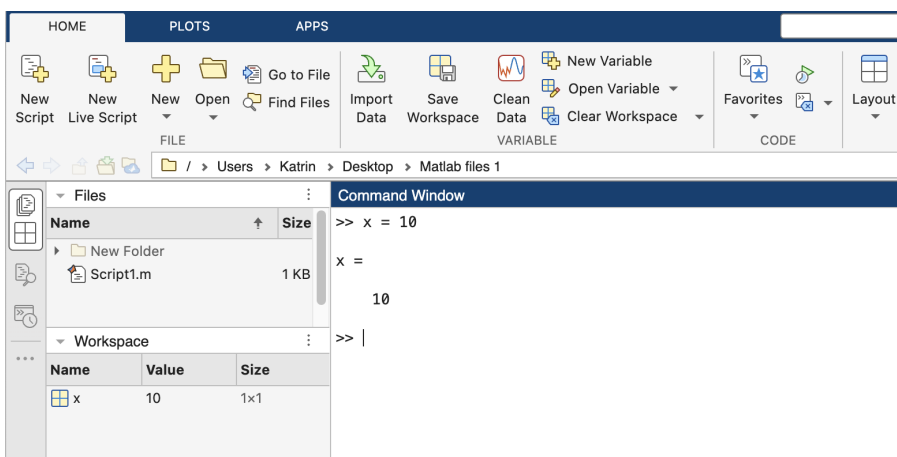 HOME PLOTS APPS
New Script
New Live Script
New
Open
Go to File
Find Files
FILE
Import Data
Save Workspace
Clean Data
New Variable
Open Variable
Clear Workspace
VARIABLE
Favorites
CODE
Layout
/ > Users > Katrin > Desktop > Matlab files 1
Files
Name Size
New Folder
Script1.m 1 KB
Workspace
Name Value Size
x 10 1×1
Command Window
>> x = 10
x =
10
>>